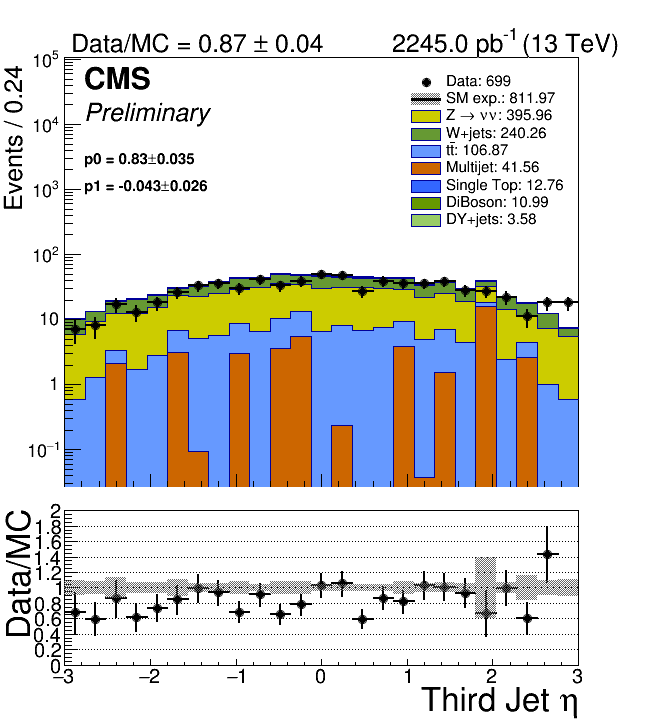 Data/MC = 0.87 ± 0.04 2245.0 pb⁻¹ (13 TeV)
CMS
Preliminary
p0 = 0.83±0.035
p1 = -0.043±0.026
Data: 699
SM exp.: 811.97
Z → νν: 395.96
W+jets: 240.26
tt̄: 106.87
Multijet: 41.56
Single Top: 12.76
DiBoson: 10.99
DY+jets: 3.58
Events / 0.24
10⁵
10⁴
10³
10²
10
1
10⁻¹
Data/MC
2
1.8
1.6
1.4
1.2
1
0.8
0.6
0.4
0.2
0
−3 −2 −1 0 1 2 3
Third Jet η